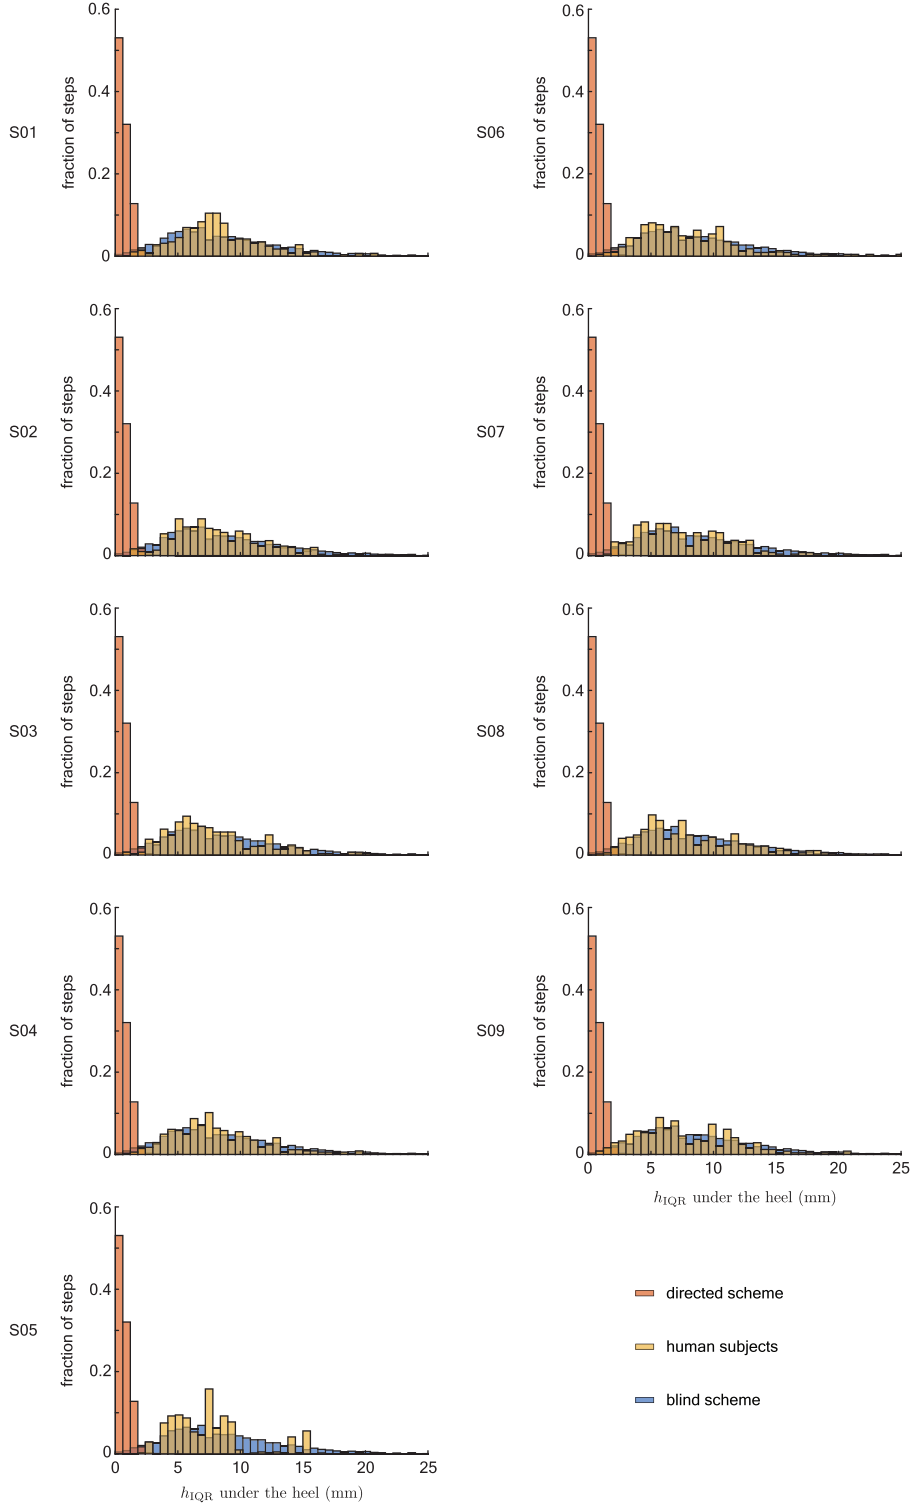 S01
fraction of steps
0.6
0.4
0.2
0
S06
fraction of steps
0.6
0.4
0.2
0
S02
fraction of steps
0.6
0.4
0.2
0
S07
fraction of steps
0.6
0.4
0.2
0
S03
fraction of steps
0.6
0.4
0.2
0
S08
fraction of steps
0.6
0.4
0.2
0
S04
fraction of steps
0.6
0.4
0.2
0
S09
fraction of steps
0.6
0.4
0.2
0
0 5 10 15 20 25
hIQR under the heel (mm)
S05
fraction of steps
0.6
0.4
0.2
0
0 5 10 15 20 25
hIQR under the heel (mm)
directed scheme
human subjects
blind scheme